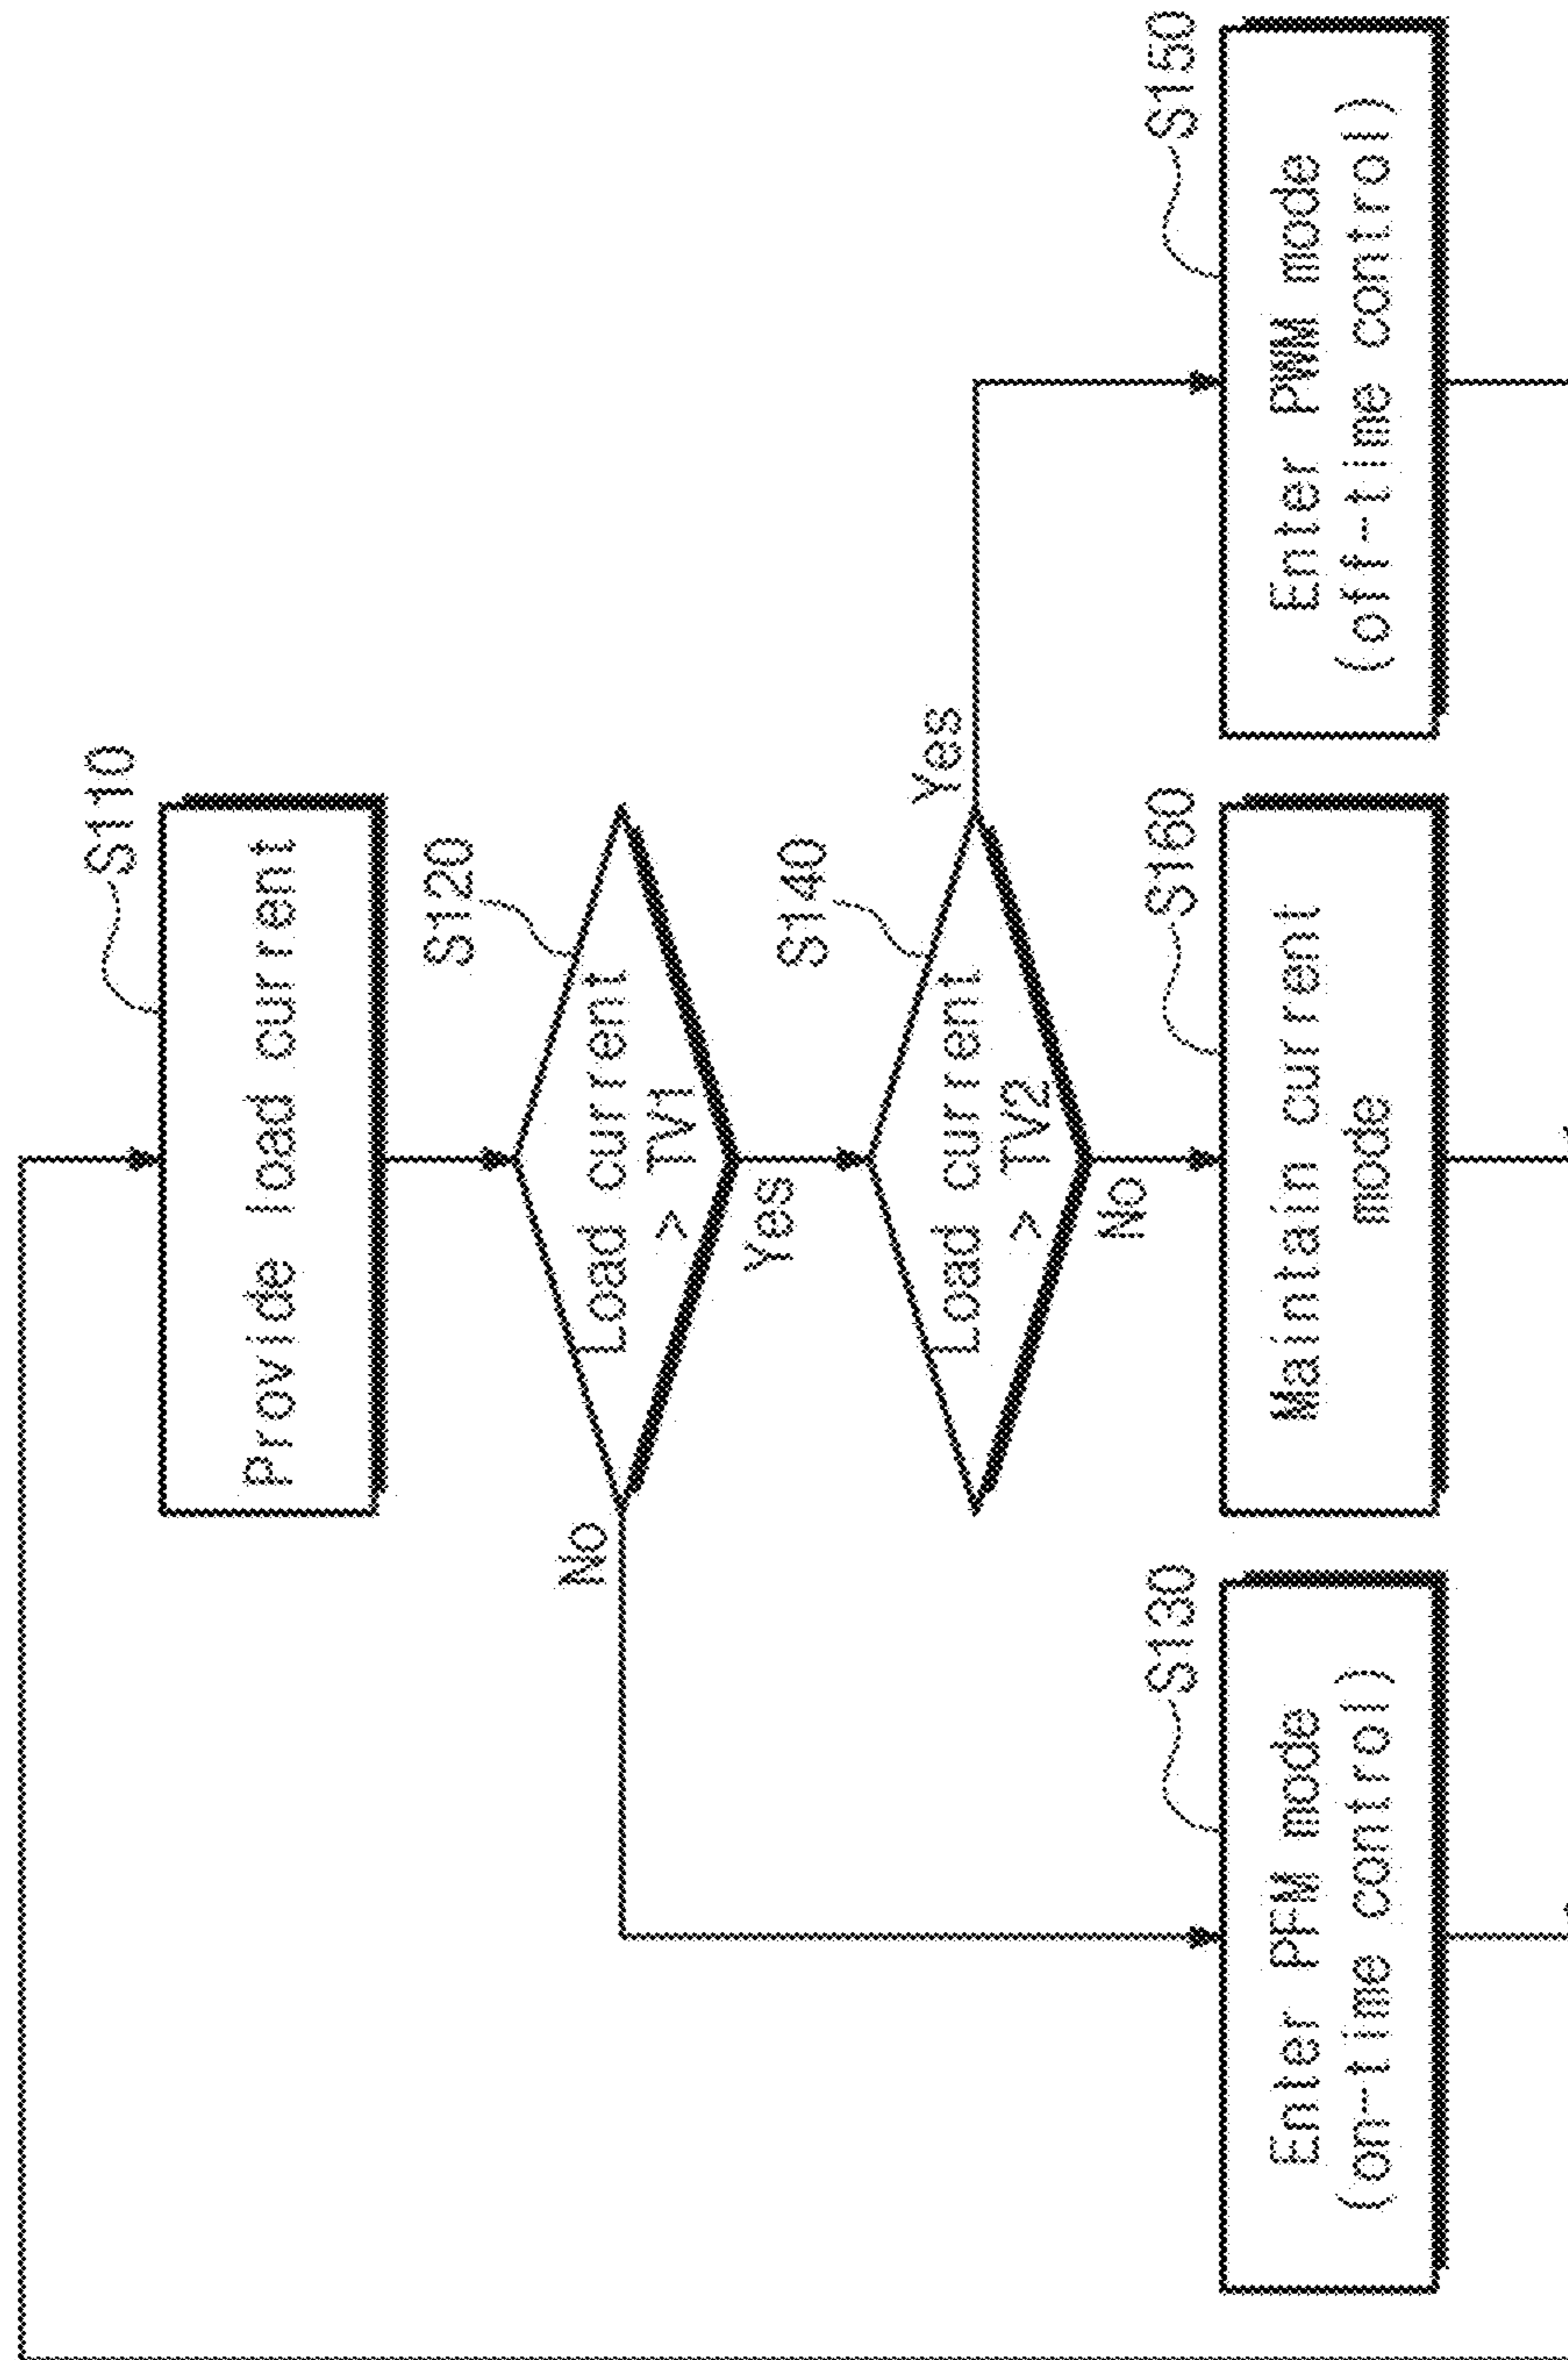 S110
Provide load current
S120
Load current
> TV1
No
Yes
S140
Load current
> TV2
Yes
No
S130
Enter PFM mode
(on-time control)
S160
Maintain current
mode
S150
Enter PWM mode
(off-time control)